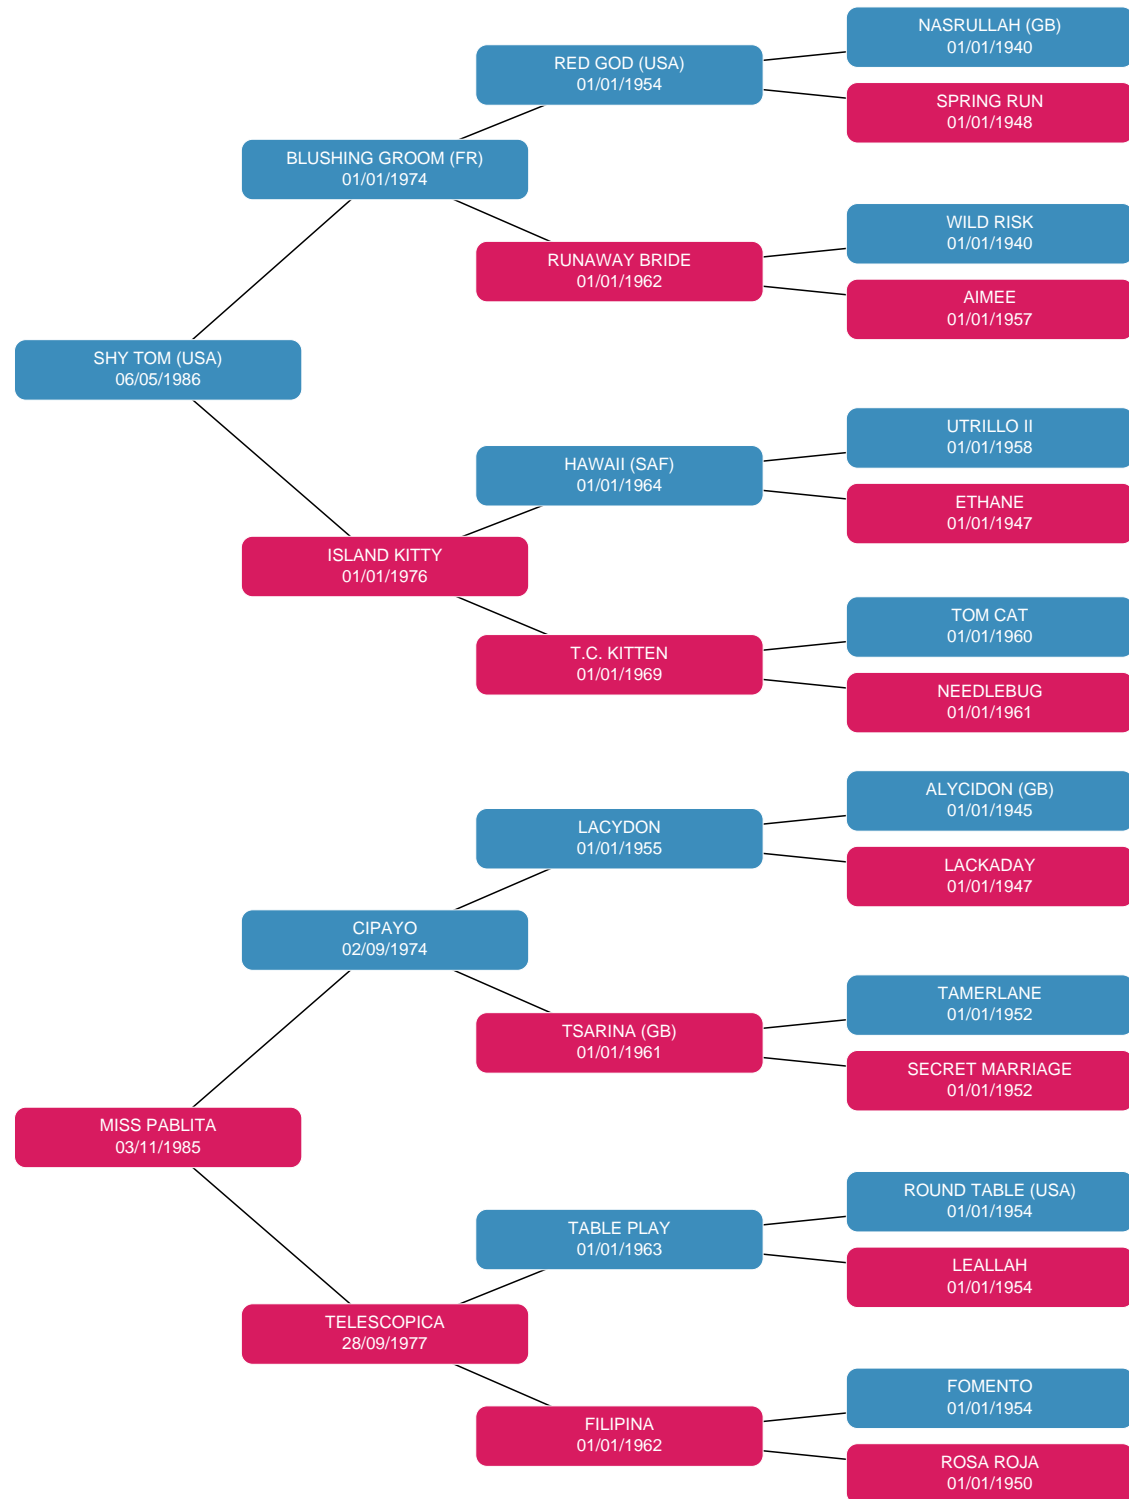 NASRULLAH (GB)
01/01/1940
RED GOD (USA)
01/01/1954
SPRING RUN
01/01/1948
BLUSHING GROOM (FR)
01/01/1974
WILD RISK
01/01/1940
RUNAWAY BRIDE
01/01/1962
AIMEE
01/01/1957
SHY TOM (USA)
06/05/1986
UTRILLO II
01/01/1958
HAWAII (SAF)
01/01/1964
ETHANE
01/01/1947
ISLAND KITTY
01/01/1976
TOM CAT
01/01/1960
T.C. KITTEN
01/01/1969
NEEDLEBUG
01/01/1961
ALYCIDON (GB)
01/01/1945
LACYDON
01/01/1955
LACKADAY
01/01/1947
CIPAYO
02/09/1974
TAMERLANE
01/01/1952
TSARINA (GB)
01/01/1961
SECRET MARRIAGE
01/01/1952
MISS PABLITA
03/11/1985
ROUND TABLE (USA)
01/01/1954
TABLE PLAY
01/01/1963
LEALLAH
01/01/1954
TELESCOPICA
28/09/1977
FOMENTO
01/01/1954
FILIPINA
01/01/1962
ROSA ROJA
01/01/1950